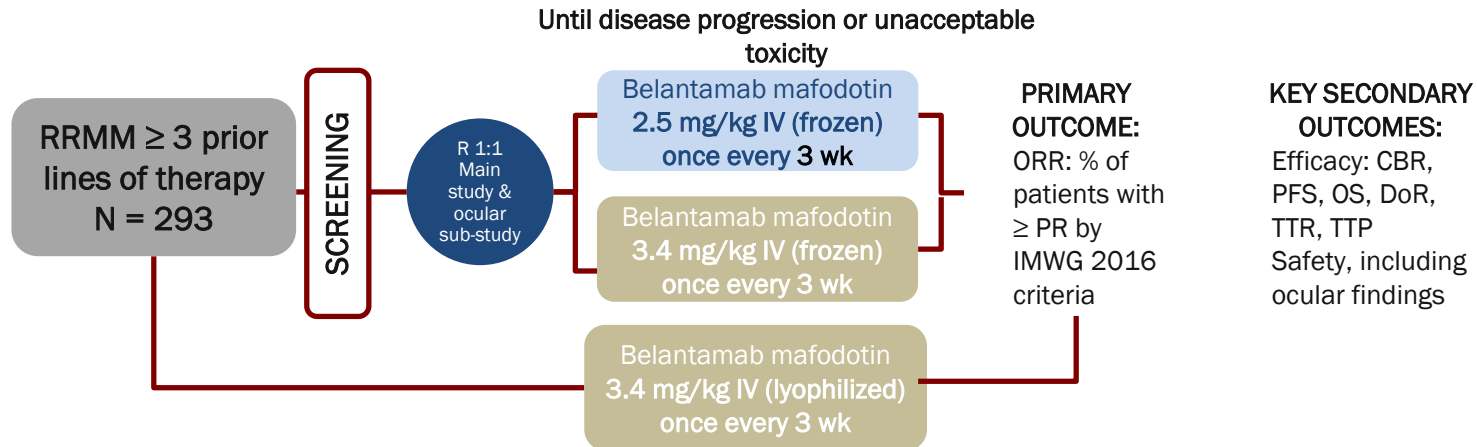 Until disease progression or unacceptable
toxicity
RRMM ≥ 3 prior
lines of therapy
N = 293
SCREENING
R 1:1
Main
study &
ocular
sub-study
Belantamab mafodotin
2.5 mg/kg IV (frozen)
once every 3 wk
Belantamab mafodotin
3.4 mg/kg IV (frozen)
once every 3 wk
Belantamab mafodotin
3.4 mg/kg IV (lyophilized)
once every 3 wk
PRIMARY
OUTCOME:
ORR: % of
patients with
≥ PR by
IMWG 2016
criteria
KEY SECONDARY
OUTCOMES:
Efficacy: CBR,
PFS, OS, DoR,
TTR, TTP
Safety, including
ocular findings